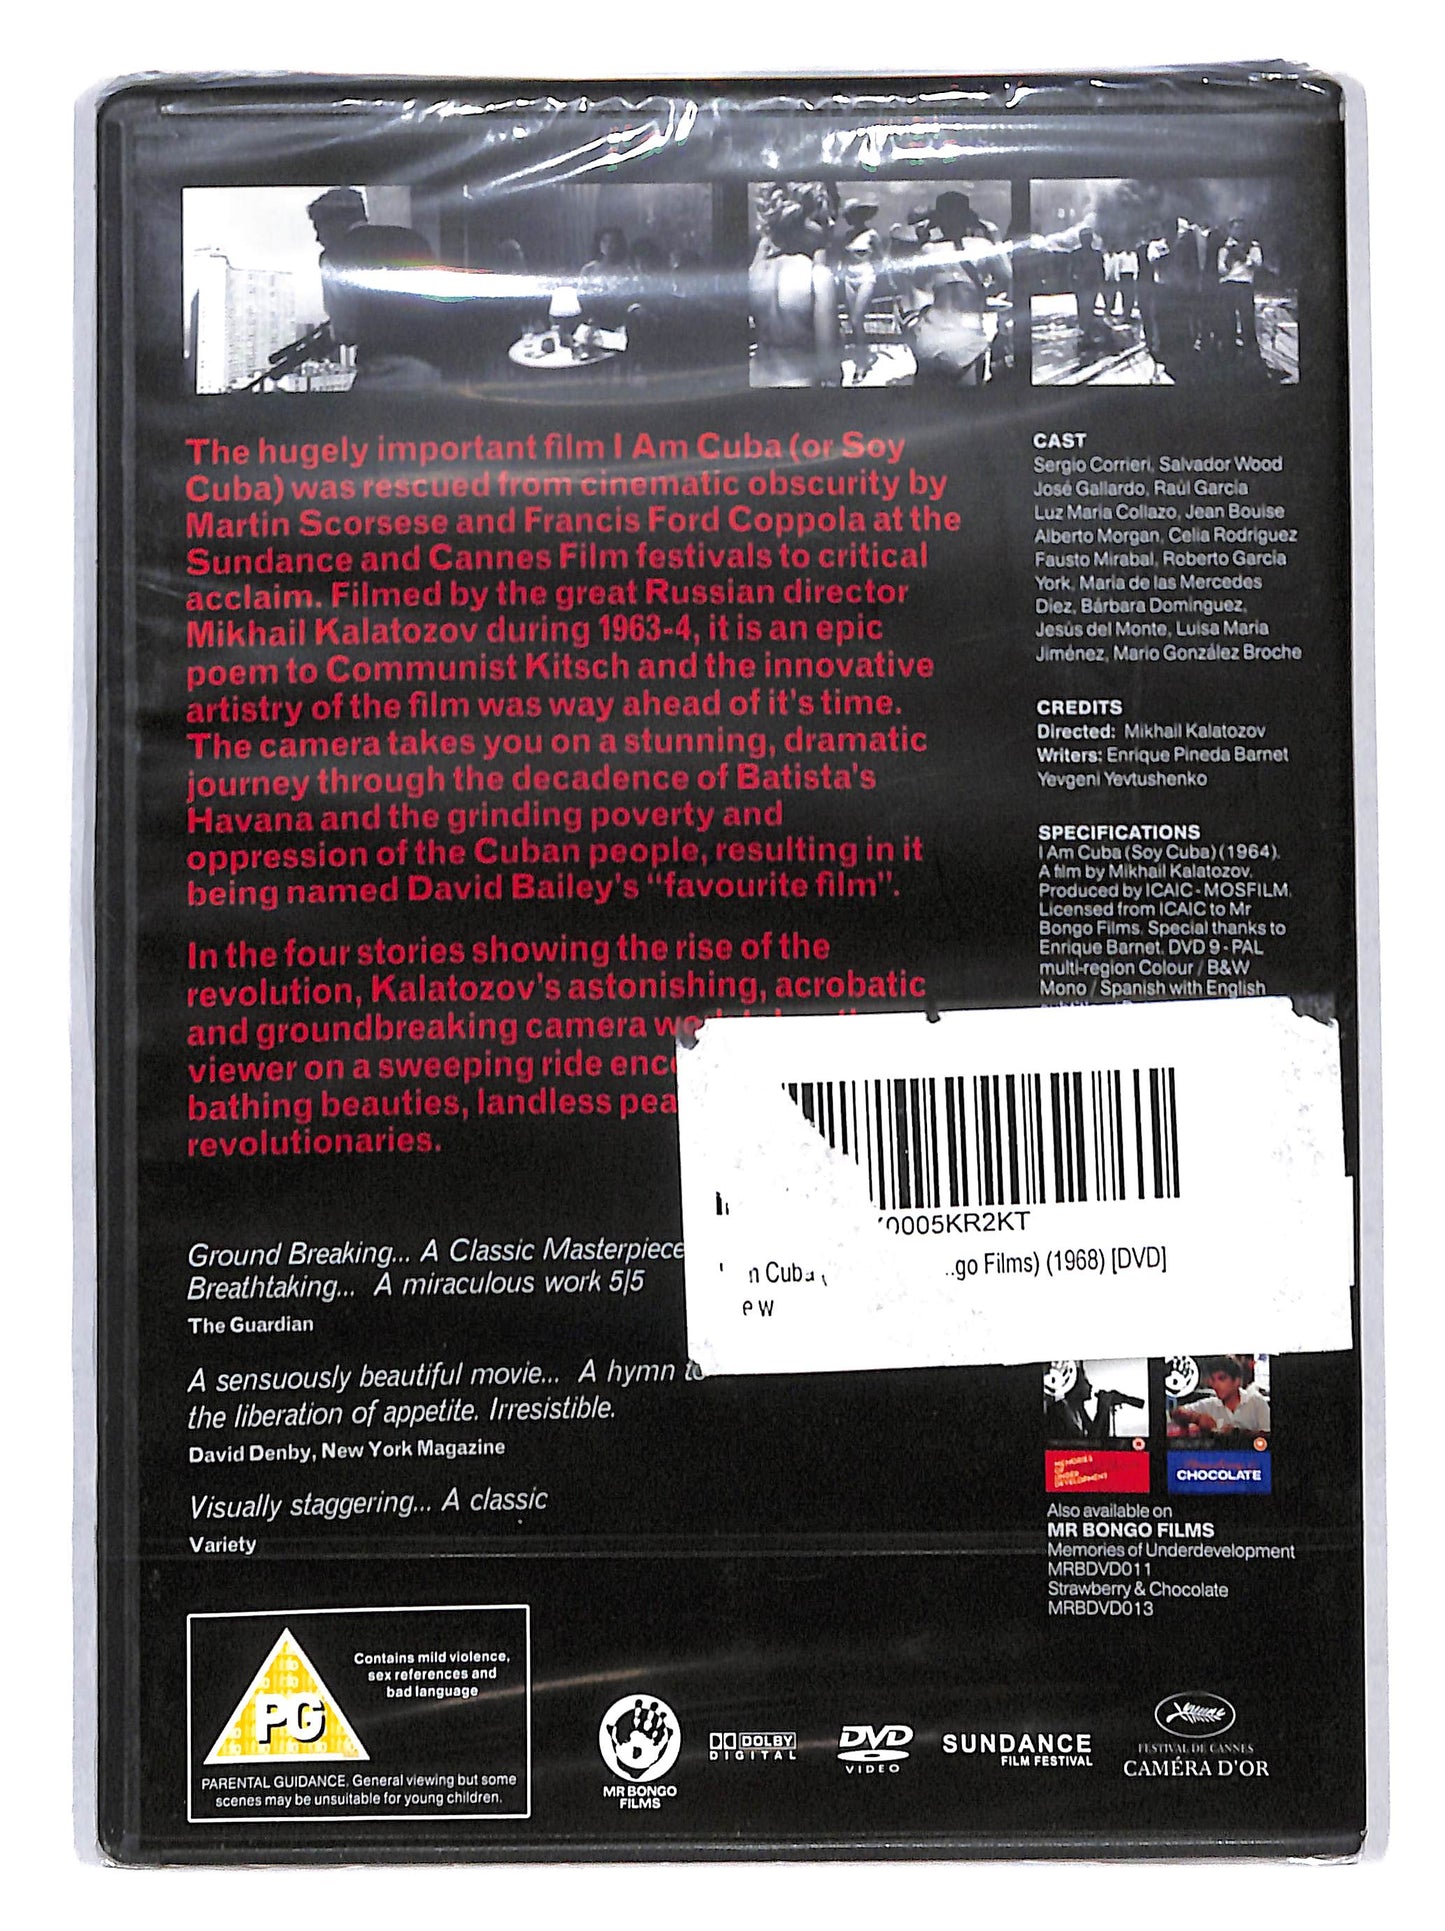 The hugely important film I Am Cuba (or Soy
Cuba) was rescued from cinematic obscurity by
Martin Scorsese and Francis Ford Coppola at the
Sundance and Cannes Film festivals to critical
acclaim. Filmed by the great Russian director
Mikhail Kalatozov during 1963-4, it is an epic
poem to Communist Kitsch and the innovative
artistry of the film was way ahead of it's time.
The camera takes you on a stunning, dramatic
journey through the decadence of Batista's
Havana and the grinding poverty and
oppression of the Cuban people, resulting in it
being named David Bailey's "favourite film".
In the four stories showing the rise of the
revolution, Kalatozov's astonishing, acrobatic
and groundbreaking camera
viewer on a sweeping ride
bathing beauties, landless
revolutionaries.
Ground Breaking... A Classic Masterpiece
Breathtaking... A miraculous work 5/5
The Guardian
A sensuously beautiful movie... A hymn to
the liberation of appetite. Irresistible.
David Denby, New York Magazine
Visually staggering... A classic
Variety
CAST
Sergio Corrieri, Salvador Wood
José Gallardo, Raúl García
Luz María Collazo, Jean Bouise
Alberto Morgan, Celia Rodriguez
Fausto Mirabal, Roberto García
York, María de las Mercedes
Díez, Bárbara Domínguez,
Jesús del Monte, Luisa María
Jiménez, Mario González Broche
CREDITS
Directed: Mikhail Kalatozov
Writers: Enrique Pineda Barnet
Yevgeni Yevtushenko
SPECIFICATIONS
I Am Cuba (Soy Cuba) (1964).
A film by Mikhail Kalatozov.
Produced by ICAIC - MOSFILM.
Licensed from ICAIC to Mr
Bongo Films. Special thanks to
Enrique Barnet. DVD 9 - PAL
multi-region Colour / B&W
Mono / Spanish with English
0005KR2KT
Cuba ..go Films) (1968) [DVD]
MEMORIES
OF
UNDER
DEVELOPMENT
CHOCOLATE
Also available on
MR BONGO FILMS
Memories of Underdevelopment
MRBDVD011
Strawberry & Chocolate
MRBDVD013
PG
Contains mild violence,
sex references and
bad language
PARENTAL GUIDANCE. General viewing but some
scenes may be unsuitable for young children.
MR BONGO
FILMS
DOLBY
DIGITAL
DVD
VIDEO
SUNDANCE
FILM FESTIVAL
FESTIVAL DE CANNES
CAMÉRA D'OR